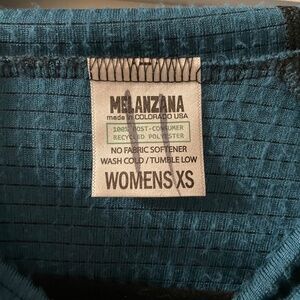 MELANZANA
made in COLORADO USA
100% POST-CONSUMER
RECYCLED POLYESTER
NO FABRIC SOFTENER
WASH COLD / TUMBLE LOW
WOMENS XS